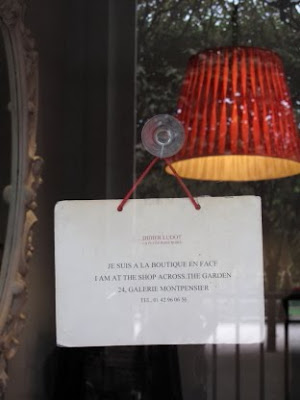 DIDIER LUDOT
JE SUIS A LA BOUTIQUE EN FACE
I AM AT THE SHOP ACROSS THE GARDEN
24, GALERIE MONTPENSIER
TEL. 01 42 96 06 56